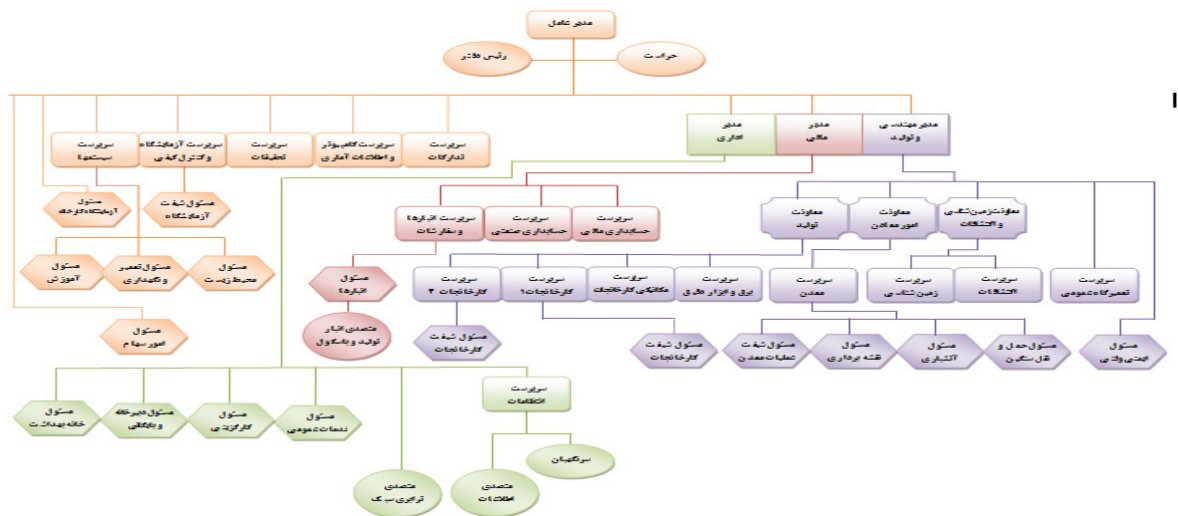 مدیر عامل
حراست
رئیس دفتر
مدیر مهندسی
و تولید
مدیر
مالی
مدیر
اداری
سرپرست
تدارکات
سرپرست کامپیوتر
و اطلاعات آماری
سرپرست
تحقیقات
سرپرست آزمایشگاه
و کنترل کیفی
سرپرست
سیستمها
مسئول شیفت
آزمایشگاه
مسئول
آزمایشگاه کارخانه
معاونت زمین شناسی
و اکتشافات
معاونت
امور معادن
معاونت
تولید
سرپرست
حسابداری مالی
سرپرست
حسابداری صنعتی
سرپرست انبارها
و سفارشات
مسئول
محیط زیست
مسئول تعمیر
و نگهداری
مسئول
آموزش
سرپرست
تعمیرگاه عمومی
سرپرست
اکتشافات
سرپرست
زمین شناسی
سرپرست
معدن
سرپرست
برق و ابزار دقیق
سرپرست
مکانیکی کارخانجات
سرپرست
کارخانجات ۱
سرپرست
کارخانجات ۲
مسئول
انبارها
مسئول
امور سهام
متصدی انبار
تولید و باسکول
مسئول
ایمنی و فنی
مسئول حمل و
نقل سنگین
مسئول
آتشباری
مسئول
نقشه برداری
مسئول شیفت
عملیات معدن
مسئول شیفت
کارخانجات
مسئول شیفت
کارخانجات
سرپرست
انتظامات
مسئول
خدمات عمومی
مسئول
کارگزینی
مسئول دبیرخانه
و بایگانی
مسئول
خانه بهداشت
سرنگهبان
متصدی
اطلاعات
متصدی
ترابری سبک